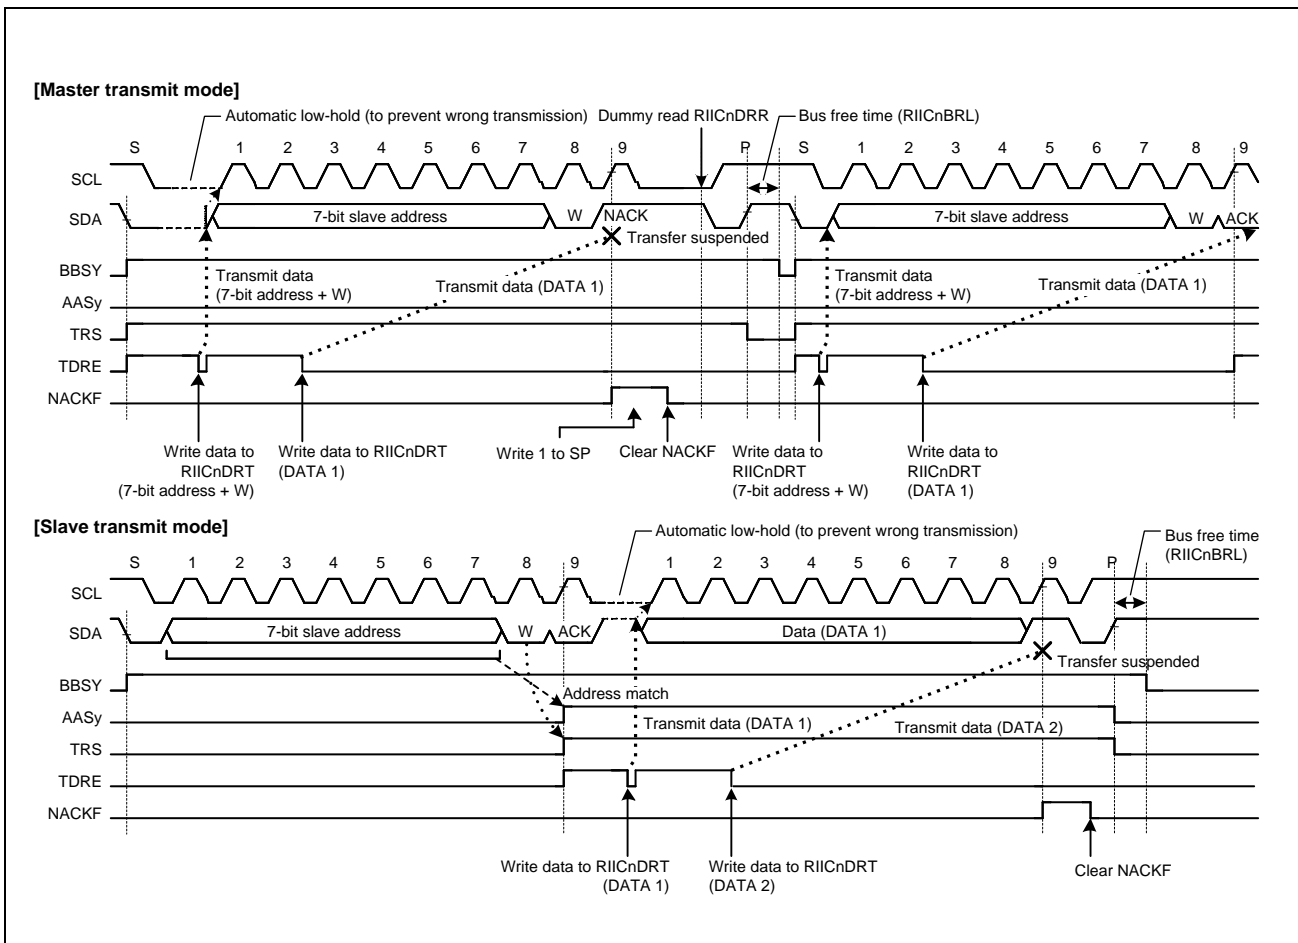 [Master transmit mode]
Automatic low-hold (to prevent wrong transmission) Dummy read RIICnDRR Bus free time (RIICnBRL)
S 1 2 3 4 5 6 7 8 9 P S 1 2 3 4 5 6 7 8 9
SCL
SDA 7-bit slave address W NACK 7-bit slave address W ACK
Transfer suspended
BBSY
Transmit data
(7-bit address + W)
Transmit data (DATA 1)
Transmit data
(7-bit address + W)
Transmit data (DATA 1)
AASy
TRS
TDRE
NACKF
Write data to
RIICnDRT
(7-bit address + W)
Write data to RIICnDRT
(DATA 1)
Write 1 to SP
Clear NACKF
Write data to
RIICnDRT
(7-bit address + W)
Write data to
RIICnDRT
(DATA 1)
[Slave transmit mode]
Automatic low-hold (to prevent wrong transmission)
Bus free time
(RIICnBRL)
S 1 2 3 4 5 6 7 8 9 1 2 3 4 5 6 7 8 9 P
SCL
SDA 7-bit slave address W ACK Data (DATA 1)
Transfer suspended
BBSY
Address match
AASy
Transmit data (DATA 1) Transmit data (DATA 2)
TRS
TDRE
NACKF
Write data to RIICnDRT
(DATA 1)
Write data to RIICnDRT
(DATA 2)
Clear NACKF